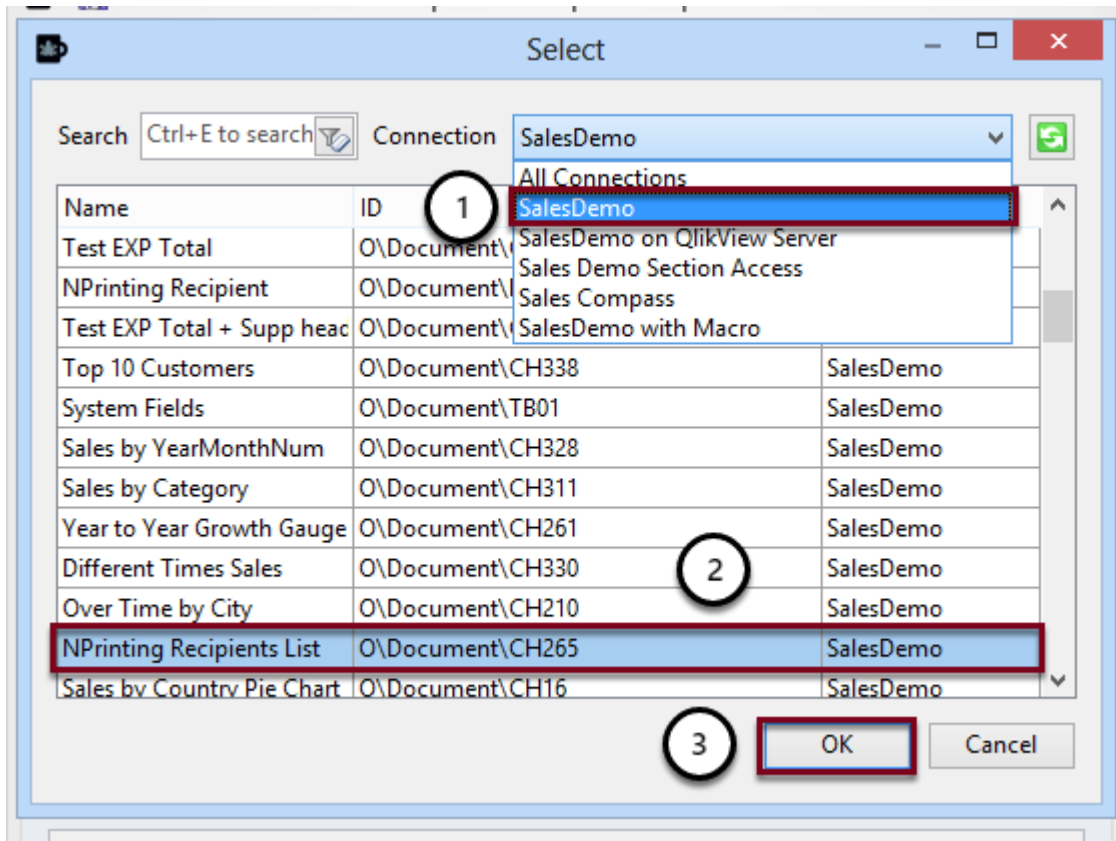 Select
Search Ctrl+E to search Connection SalesDemo
All Connections
Name ID 1 SalesDemo
Test EXP Total O\Document\ SalesDemo on QlikView Server
Sales Demo Section Access
NPrinting Recipient O\Document\ Sales Compass
Test EXP Total + Supp head O\Document\ SalesDemo with Macro
Top 10 Customers O\Document\CH338 SalesDemo
System Fields O\Document\TB01 SalesDemo
Sales by YearMonthNum O\Document\CH328 SalesDemo
Sales by Category O\Document\CH311 SalesDemo
Year to Year Growth Gauge O\Document\CH261 SalesDemo
Different Times Sales O\Document\CH330 2 SalesDemo
Over Time by City O\Document\CH210 SalesDemo
NPrinting Recipients List O\Document\CH265 SalesDemo
Sales by Country Pie Chart O\Document\CH16 SalesDemo
3 OK Cancel